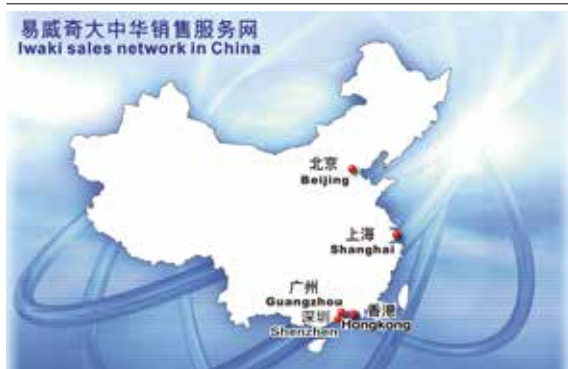 易威奇大中华销售服务网
Iwaki sales network in China
北京
Beijing
上海
Shanghai
广州
Guangzhou
香港
Hongkong
深圳
Shenzhen